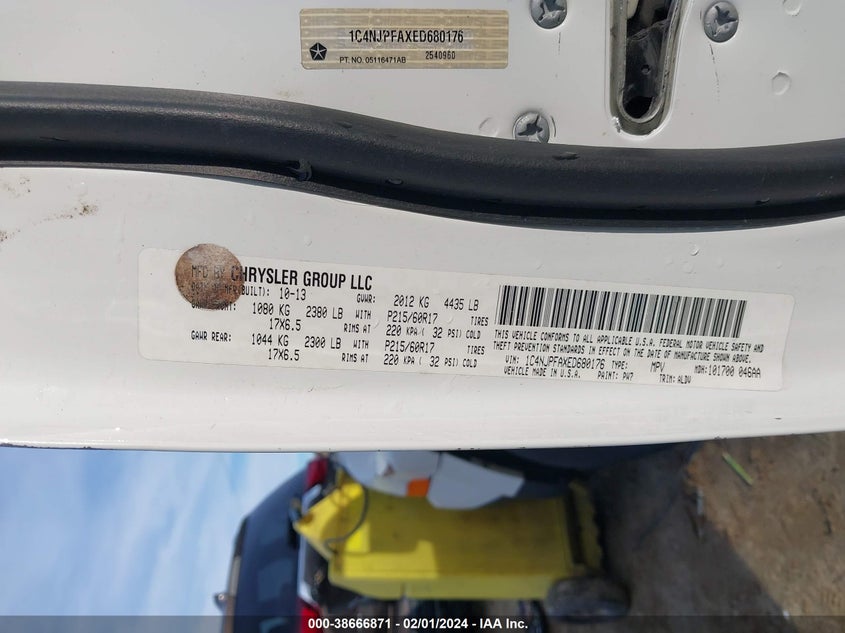 1C4NJPFAXED680176
PT. NO. 05116471AB 2540960
MFD BY CHRYSLER GROUP LLC
DATE OF MFR(BUILT): 10-13 GVWR: 2012 KG 4435 LB
GAWR FRONT: 1080 KG 2380 LB WITH P215/60R17 TIRES
17X6.5 RIMS AT 220 KPA( 32 PSI) COLD
GAWR REAR: 1044 KG 2300 LB WITH P215/60R17 TIRES
17X6.5 RIMS AT 220 KPA( 32 PSI) COLD
THIS VEHICLE CONFORMS TO ALL APPLICABLE U.S.A. FEDERAL MOTOR VEHICLE SAFETY AND
THEFT PREVENTION STANDARDS IN EFFECT ON THE DATE OF MANUFACTURE SHOWN ABOVE.
VIN: 1C4NJPFAXED680176 TYPE: MPV MDH:101700 046AA
VEHICLE MADE IN U.S.A. PAINT: PW7 TRIM: ALDV
000-38666871 / 02/01/2024 - IAA Inc.